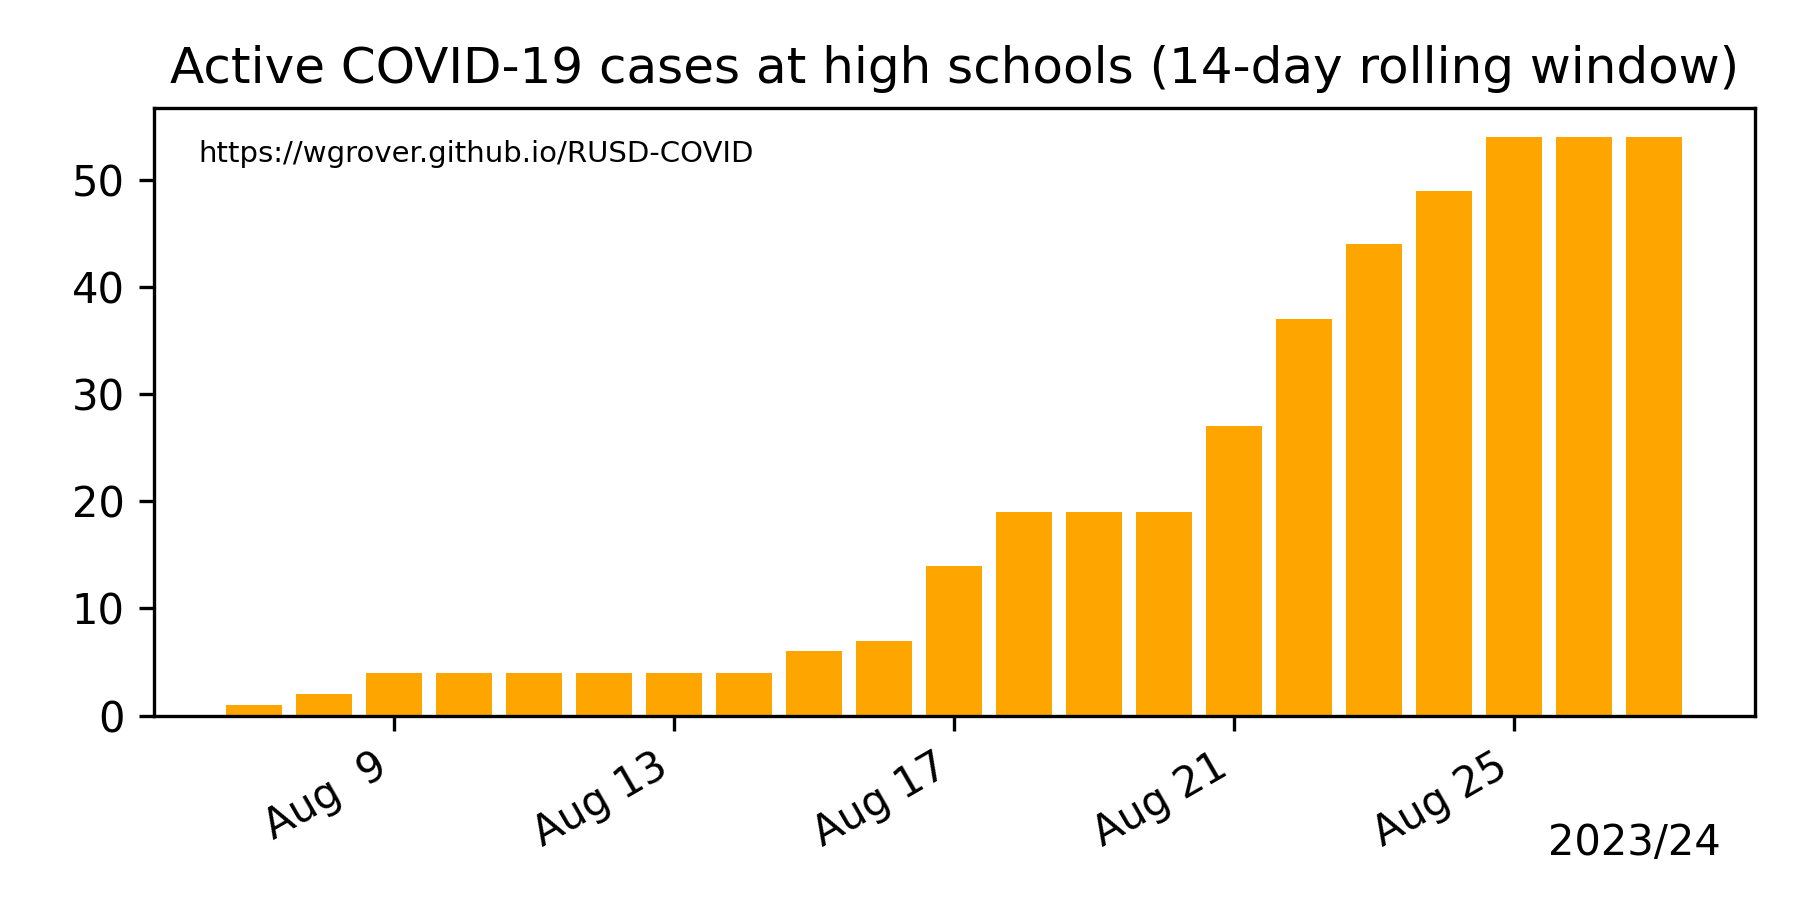 Active COVID-19 cases at high schools (14-day rolling window)
https://wgrover.github.io/RUSD-COVID
50
40
30
20
10
0
Aug 9
Aug 13
Aug 17
Aug 21
Aug 25
2023/24